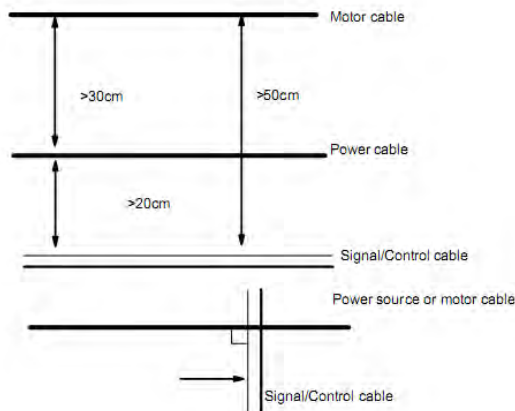 Motor cable
>30cm
>50cm
Power cable
>20cm
Signal/Control cable
Power source or motor cable
Signal/Control cable